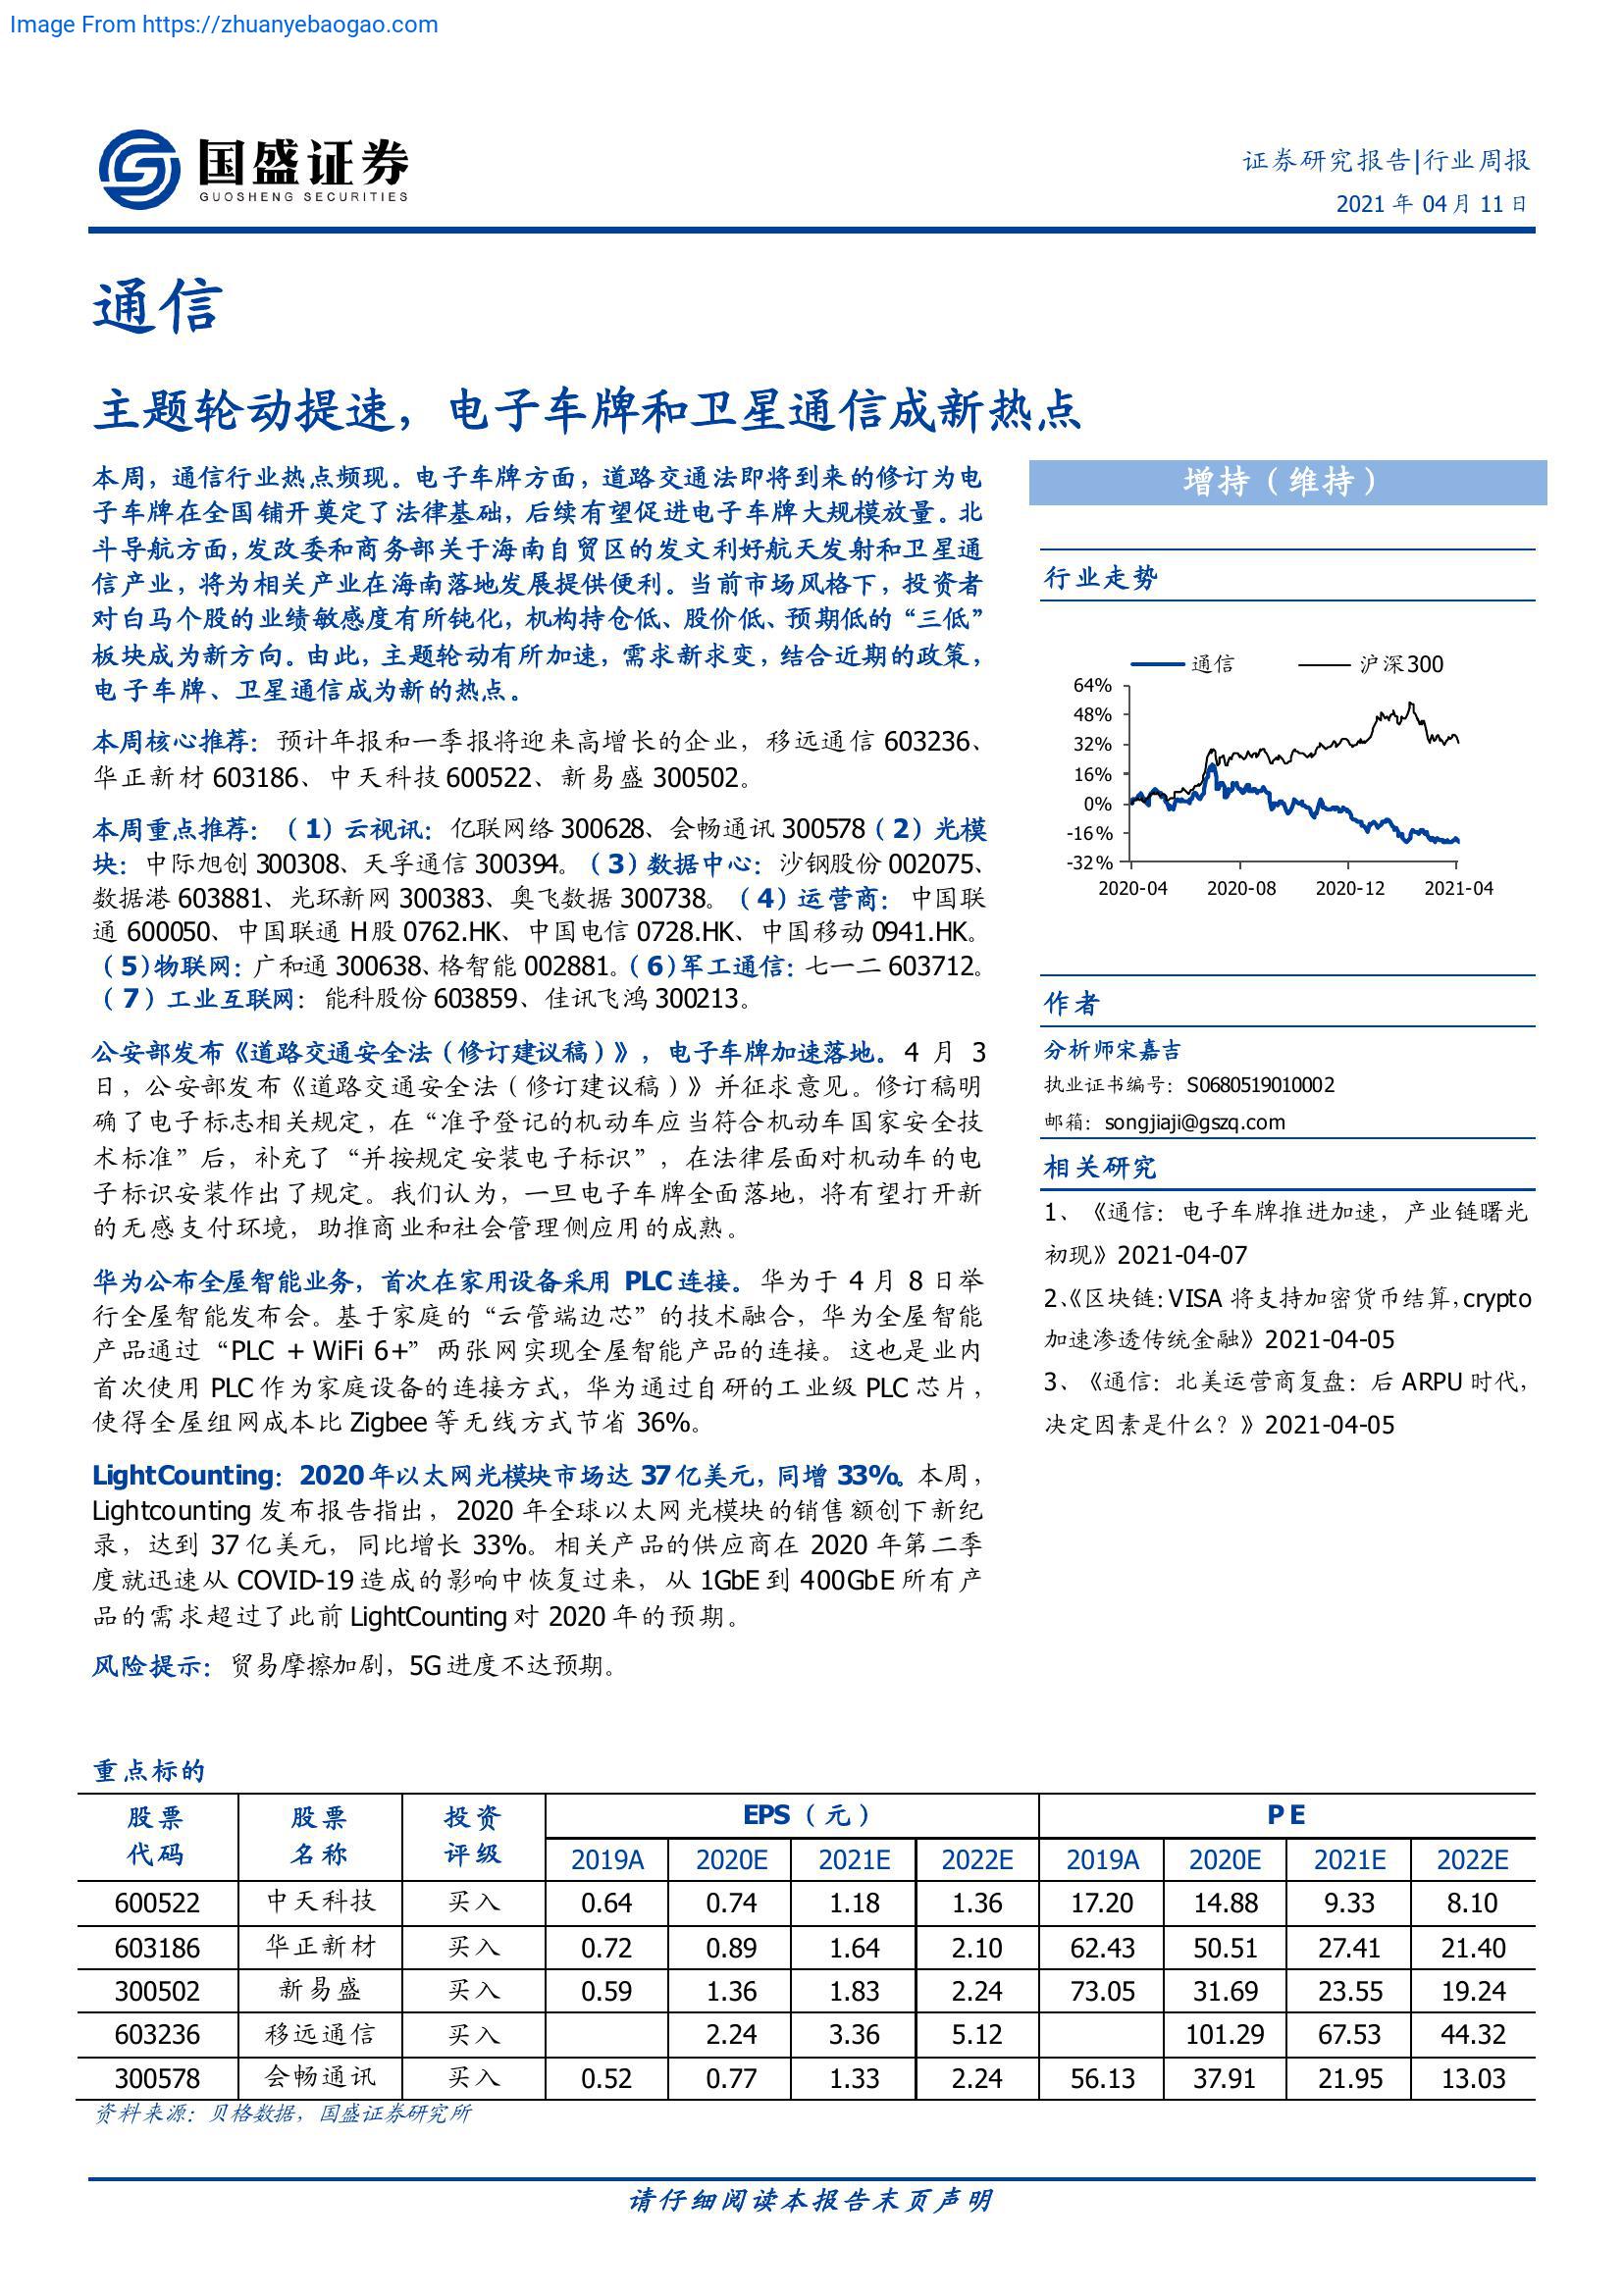 Image From https://zhuanyebaogao.com
国盛证券
GUOSHENG SECURITIES
证券研究报告|行业周报
2021 年 04 月 11 日
通信
主题轮动提速，电子车牌和卫星通信成新热点
本周，通信行业热点频现。电子车牌方面，道路交通法即将到来的修订为电
子车牌在全国铺开奠定了法律基础，后续有望促进电子车牌大规模放量。北
斗导航方面，发改委和商务部关于海南自贸区的发文利好航天发射和卫星通
信产业，将为相关产业在海南落地发展提供便利。当前市场风格下，投资者
对白马个股的业绩敏感度有所钝化，机构持仓低、股价低、预期低的“三低”
板块成为新方向。由此，主题轮动有所加速，需求新求变，结合近期的政策，
电子车牌、卫星通信成为新的热点。
本周核心推荐：预计年报和一季报将迎来高增长的企业，移远通信 603236、
华正新材 603186、中天科技 600522、新易盛 300502。
本周重点推荐：（1）云视讯：亿联网络 300628、会畅通讯 300578（2）光模
块：中际旭创 300308、天孚通信 300394。（3）数据中心：沙钢股份 002075、
数据港 603881、光环新网 300383、奥飞数据 300738。（4）运营商：中国联
通 600050、中国联通 H 股 0762.HK、中国电信 0728.HK、中国移动 0941.HK。
（5）物联网：广和通 300638、格智能 002881。（6）军工通信：七一二 603712。
（7）工业互联网：能科股份 603859、佳讯飞鸿 300213。
公安部发布《道路交通安全法（修订建议稿）》，电子车牌加速落地。4 月 3
日，公安部发布《道路交通安全法（修订建议稿）》并征求意见。修订稿明
确了电子标志相关规定，在“准予登记的机动车应当符合机动车国家安全技
术标准”后，补充了“并按规定安装电子标识”，在法律层面对机动车的电
子标识安装作出了规定。我们认为，一旦电子车牌全面落地，将有望打开新
的无感支付环境，助推商业和社会管理侧应用的成熟。
华为公布全屋智能业务，首次在家用设备采用 PLC 连接。华为于 4 月 8 日举
行全屋智能发布会。基于家庭的“云管端边芯”的技术融合，华为全屋智能
产品通过“PLC + WiFi 6+”两张网实现全屋智能产品的连接。这也是业内
首次使用 PLC 作为家庭设备的连接方式，华为通过自研的工业级 PLC 芯片，
使得全屋组网成本比 Zigbee 等无线方式节省 36%。
LightCounting：2020 年以太网光模块市场达 37 亿美元，同增 33%。本周，
Lightcounting 发布报告指出，2020 年全球以太网光模块的销售额创下新纪
录，达到 37 亿美元，同比增长 33%。相关产品的供应商在 2020 年第二季
度就迅速从 COVID-19 造成的影响中恢复过来，从 1GbE 到 400GbE 所有产
品的需求超过了此前 LightCounting 对 2020 年的预期。
风险提示：贸易摩擦加剧，5G 进度不达预期。
增持（维持）
行业走势
通信 沪深300
64%
48%
32%
16%
0%
-16%
-32%
2020-04 2020-08 2020-12 2021-04
作者
分析师宋嘉吉
执业证书编号：S0680519010002
邮箱：songjiaji@gszq.com
相关研究
1、《通信：电子车牌推进加速，产业链曙光
初现》2021-04-07
2、《区块链：VISA 将支持加密货币结算，crypto
加速渗透传统金融》2021-04-05
3、《通信：北美运营商复盘：后 ARPU 时代，
决定因素是什么？》2021-04-05
重点标的
股票 股票 投资 EPS（元） P E
代码 名称 评级 2019A 2020E 2021E 2022E 2019A 2020E 2021E 2022E
600522 中天科技 买入 0.64 0.74 1.18 1.36 17.20 14.88 9.33 8.10
603186 华正新材 买入 0.72 0.89 1.64 2.10 62.43 50.51 27.41 21.40
300502 新易盛 买入 0.59 1.36 1.83 2.24 73.05 31.69 23.55 19.24
603236 移远通信 买入 2.24 3.36 5.12 101.29 67.53 44.32
300578 会畅通讯 买入 0.52 0.77 1.33 2.24 56.13 37.91 21.95 13.03
资料来源：贝格数据，国盛证券研究所
请仔细阅读本报告末页声明